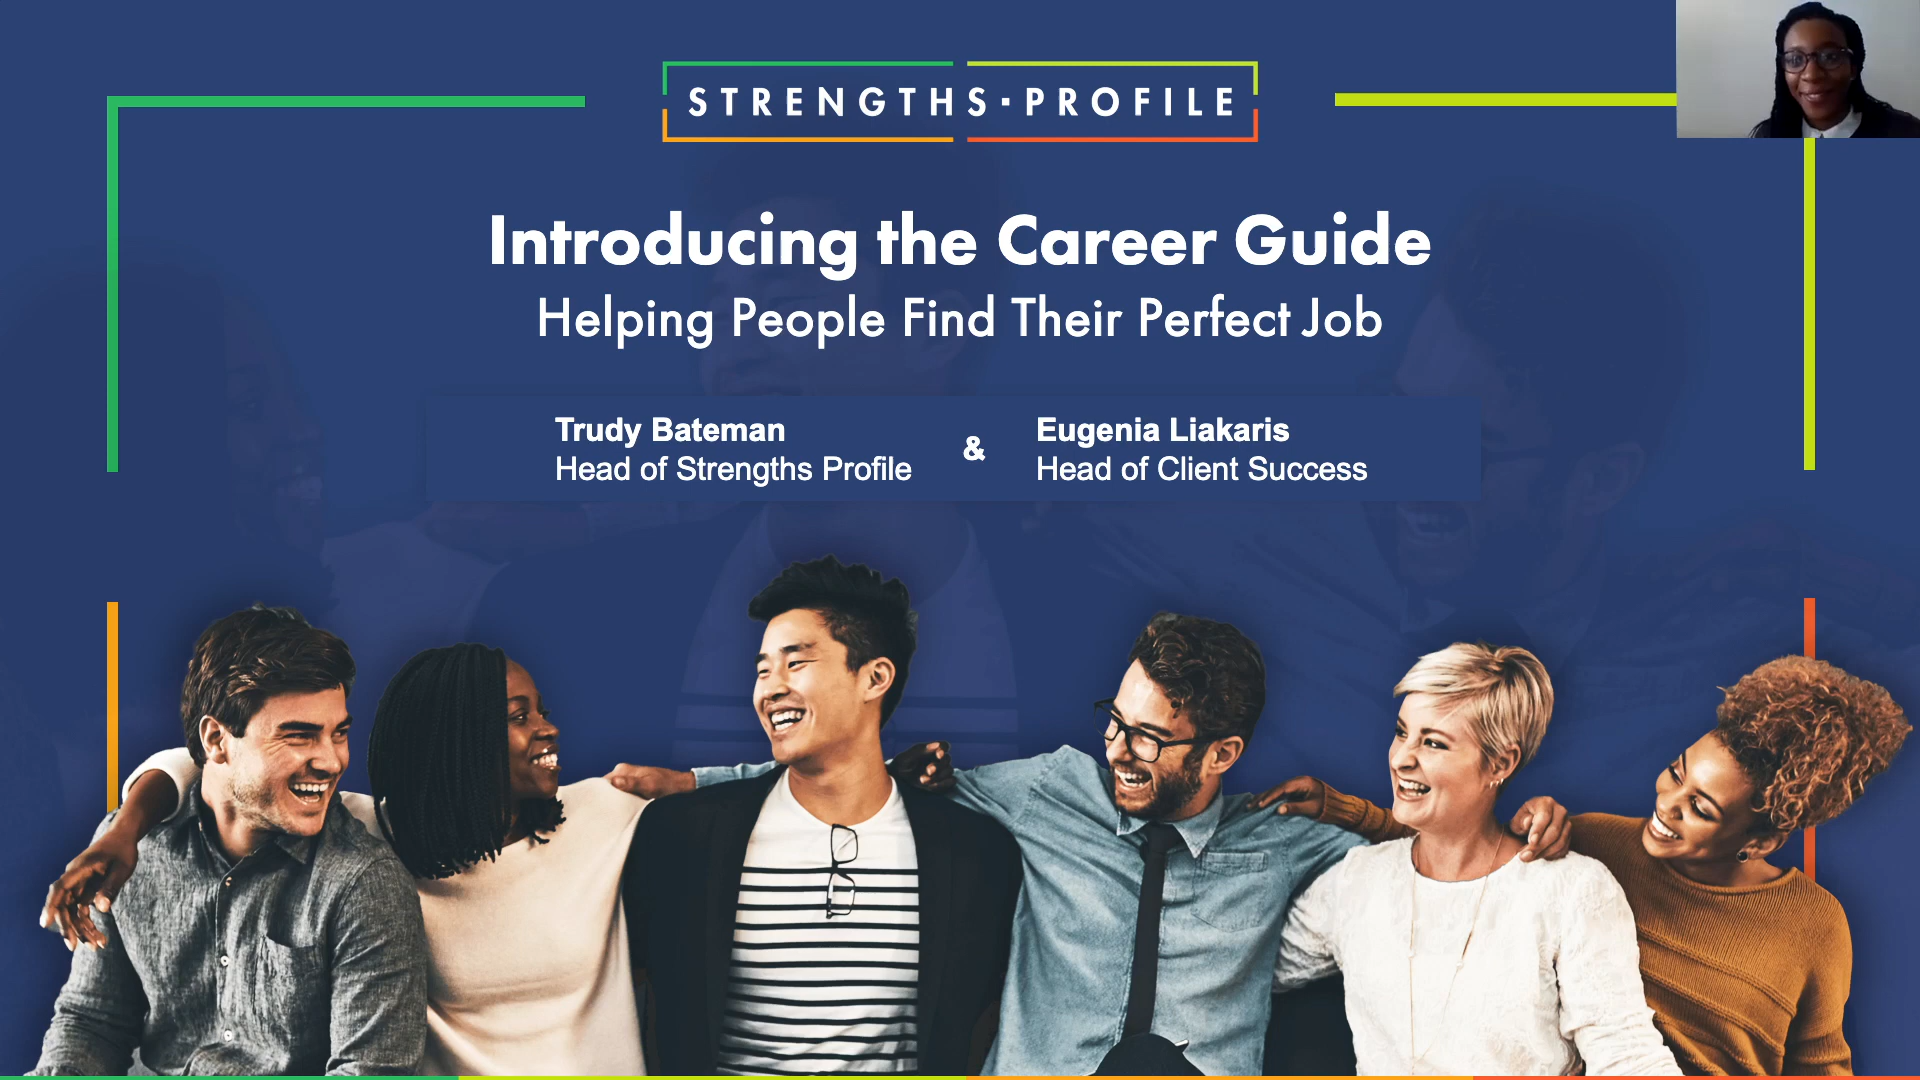 STRENGTHS·PROFILE
Introducing the Career Guide
Helping People Find Their Perfect Job
Trudy Bateman
Head of Strengths Profile
&
Eugenia Liakaris
Head of Client Success